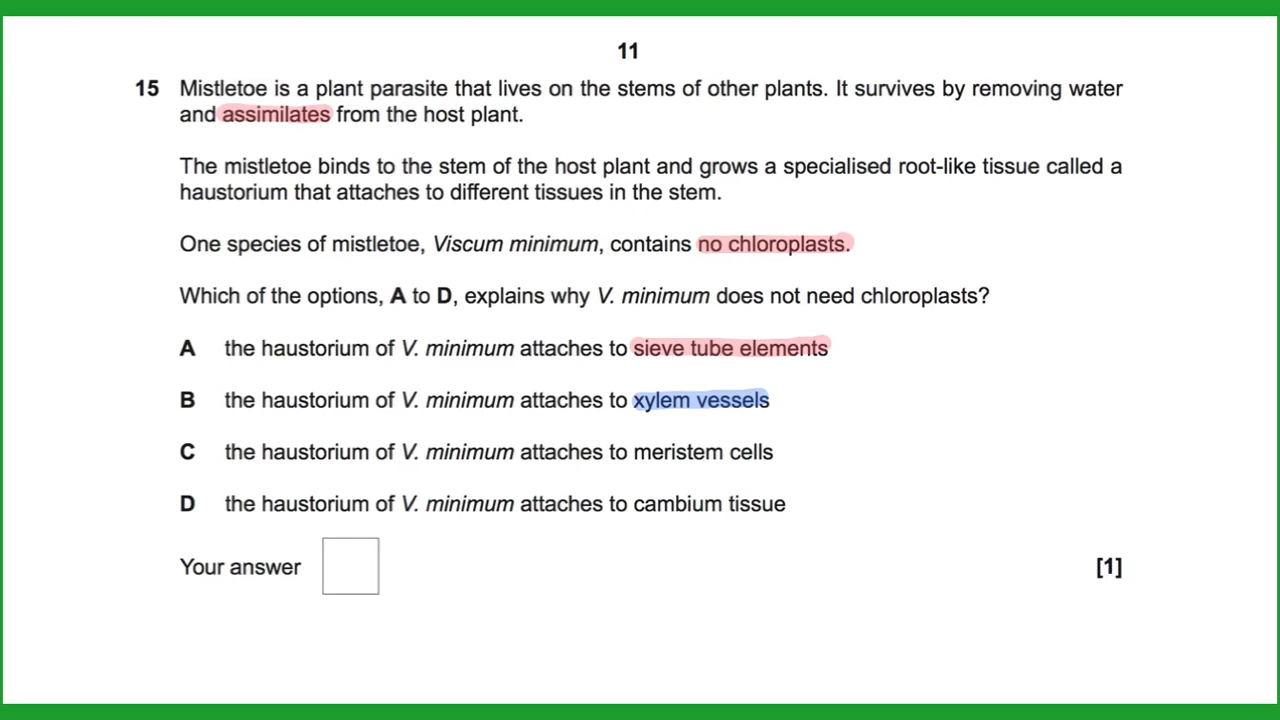 11
15 Mistletoe is a plant parasite that lives on the stems of other plants. It survives by removing water
and assimilates from the host plant.
The mistletoe binds to the stem of the host plant and grows a specialised root-like tissue called a
haustorium that attaches to different tissues in the stem.
One species of mistletoe, Viscum minimum, contains no chloroplasts.
Which of the options, A to D, explains why V. minimum does not need chloroplasts?
A the haustorium of V. minimum attaches to sieve tube elements
B the haustorium of V. minimum attaches to xylem vessels
C the haustorium of V. minimum attaches to meristem cells
D the haustorium of V. minimum attaches to cambium tissue
Your answer [1]